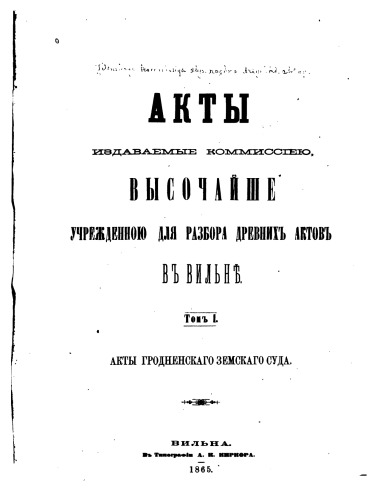 АКТЫ
ИЗДАВАЕМЫЕ КОММИССІЕЮ,
ВЫСОЧАЙШЕ
УЧРЕЖДЕННОЮ ДЛЯ РАЗБОРА ДРЕВНИХЪ АКТОВЪ
ВЪ ВИЛЬНѢ.
Томъ I.
АКТЫ ГРОДНЕНСКАГО ЗЕМСКАГО СУДА.
ВИЛЬНА.
Въ Типографіи А. К. КИРКОРА.
1865.